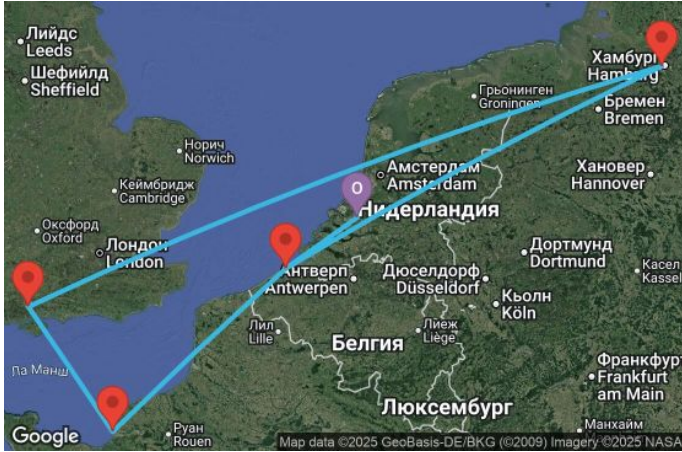 Лийдс
Leeds
Шефийлд
Sheffield
Норич
Norwich
Кеймбридж
Cambridge
Оксфорд
Oxford
Лондон
London
Ла Манш
Хамбург
Hamburg
Грьонинген
Groningen
Бремен
Bremen
Амстердам
Amsterdam
Хановер
Hannover
O
Нидерландия
Дортмунд
Dortmund
Антверп
Antwerpen
Дюселдорф
Düsseldorf
Касел
Kassel
Кьолн
Köln
Лил
Lille
Белгия
Лиеж
Liège
Франкфурт
Frankfurt
am Main
Люксембург
Руан
Rouen
Манхайм
Google
Map data ©2025 GeoBasis-DE/BKG (©2009) Imagery ©2025 NASA